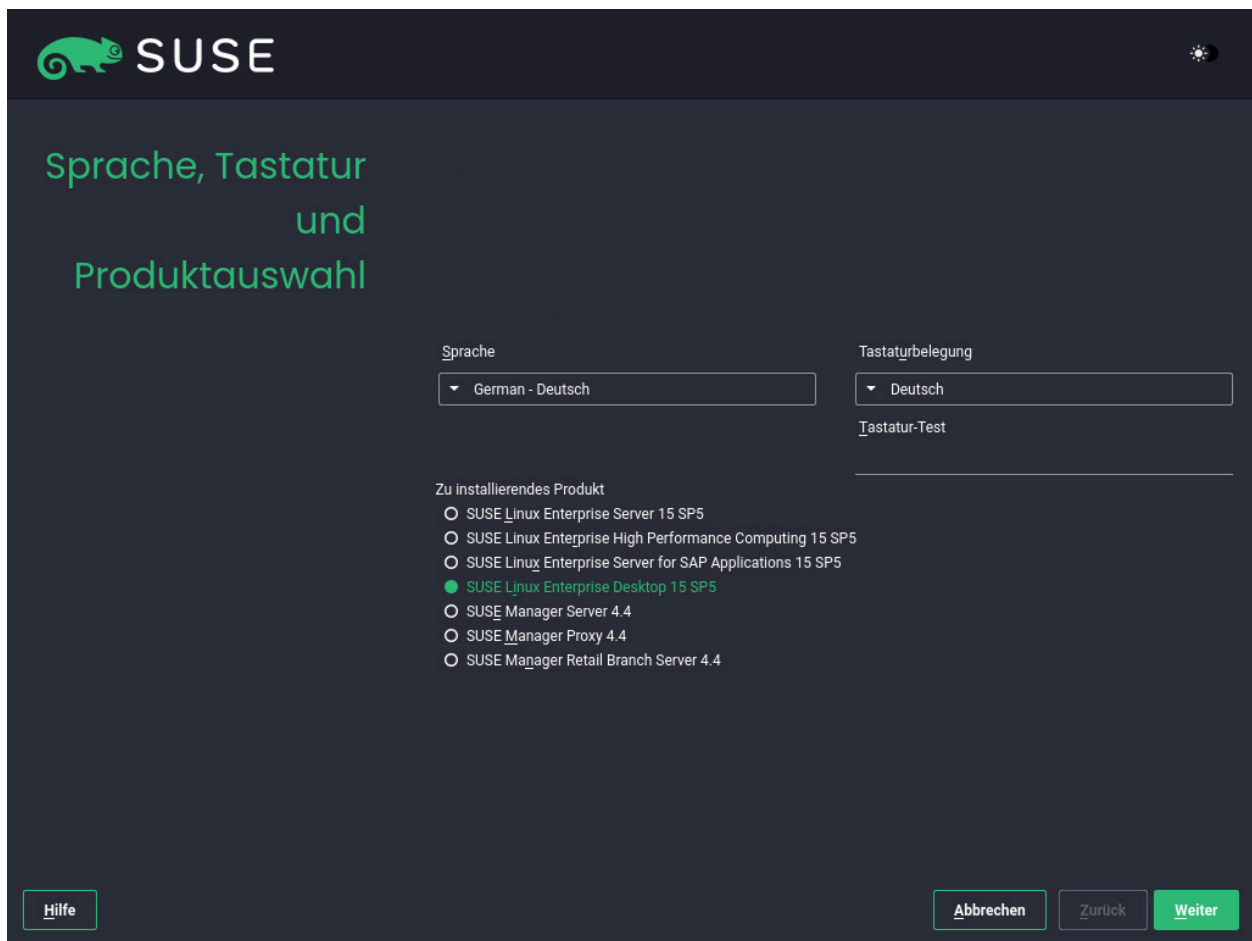 SUSE
Sprache, Tastatur
und
Produktauswahl
Sprache
Tastaturbelegung
German - Deutsch
Deutsch
Tastatur-Test
Zu installierendes Produkt
SUSE Linux Enterprise Server 15 SP5
SUSE Linux Enterprise High Performance Computing 15 SP5
SUSE Linux Enterprise Server for SAP Applications 15 SP5
SUSE Linux Enterprise Desktop 15 SP5
SUSE Manager Server 4.4
SUSE Manager Proxy 4.4
SUSE Manager Retail Branch Server 4.4
Hilfe
Abbrechen
Zurück
Weiter